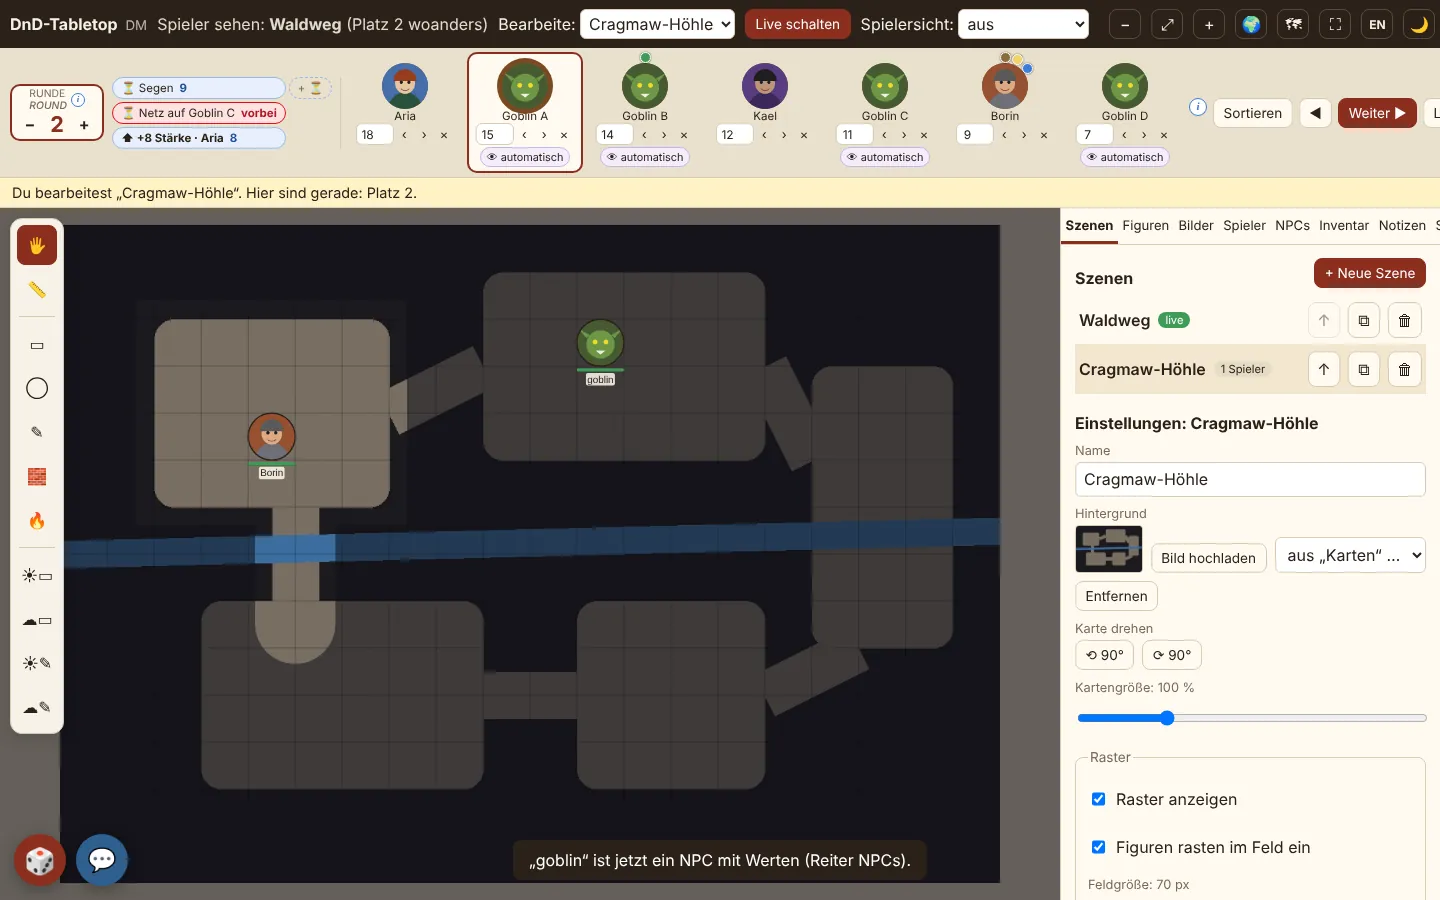 DnD-Tabletop DM Spieler sehen: Waldweg (Platz 2 woanders) Bearbeite: Cragmaw-Höhle Live schalten Spielersicht: aus − + EN
RUNDE
ROUND i
− 2 +
Segen 9 +
Netz auf Goblin C vorbei
+8 Stärke · Aria 8
Aria
18 ‹ › ×
Goblin A
15 ‹ › ×
automatisch
Goblin B
14 ‹ › ×
automatisch
Kael
12 ‹ › ×
Goblin C
11 ‹ › ×
automatisch
Borin
9 ‹ › ×
Goblin D
7 ‹ › ×
automatisch
i Sortieren ◀ Weiter ▶
Du bearbeitest „Cragmaw-Höhle“. Hier sind gerade: Platz 2.
Szenen Figuren Bilder Spieler NPCs Inventar Notizen
goblin
Borin
„goblin“ ist jetzt ein NPC mit Werten (Reiter NPCs).
Szenen + Neue Szene
Waldweg live ↑
Cragmaw-Höhle 1 Spieler ↑
Einstellungen: Cragmaw-Höhle
Name
Cragmaw-Höhle
Hintergrund
Bild hochladen aus „Karten“ ...
Entfernen
Karte drehen
⟲ 90° ⟳ 90°
Kartengröße: 100 %
Raster
Raster anzeigen
Figuren rasten im Feld ein
Feldgröße: 70 px